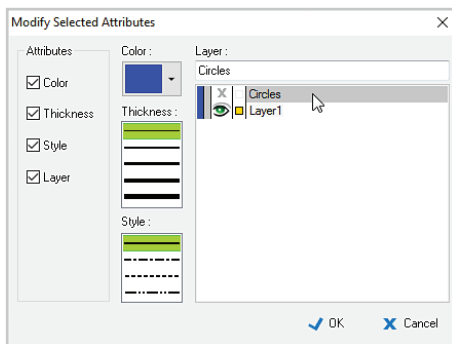 Modify Selected Attributes
Attributes
Color
Thickness
Style
Layer
Color :
Thickness :
Style :
Layer :
Circles
X Circles
Layer1
OK
Cancel